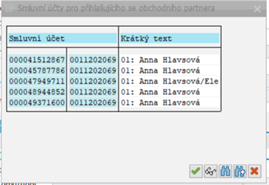 Smluvní účty pro přihlašujícího se obchodního partnera
Smluvní účet Krátký text
000041512867 0011202069 01: Anna Hlavsová
000045787786 0011202069 01: Anna Hlavsová
000047949711 0011202069 01: Anna Hlavsová/Ele
000048944852 0011202069 01: Anna Hlavsová
000049371600 0011202069 01: Anna Hlavsová